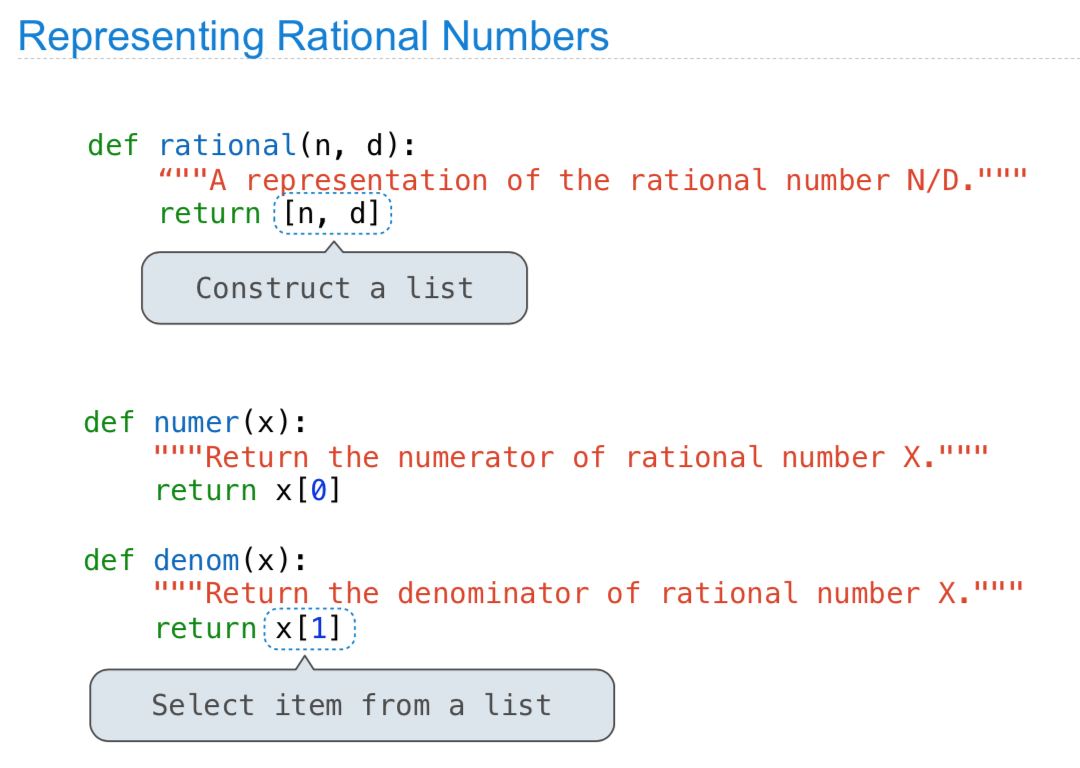 Representing Rational Numbers
def rational(n, d):
“""A representation of the rational number N/D."""
return [n, d]
Construct a list
def numer(x):
"""Return the numerator of rational number X."""
return x[0]
def denom(x):
"""Return the denominator of rational number X."""
return x[1]
Select item from a list